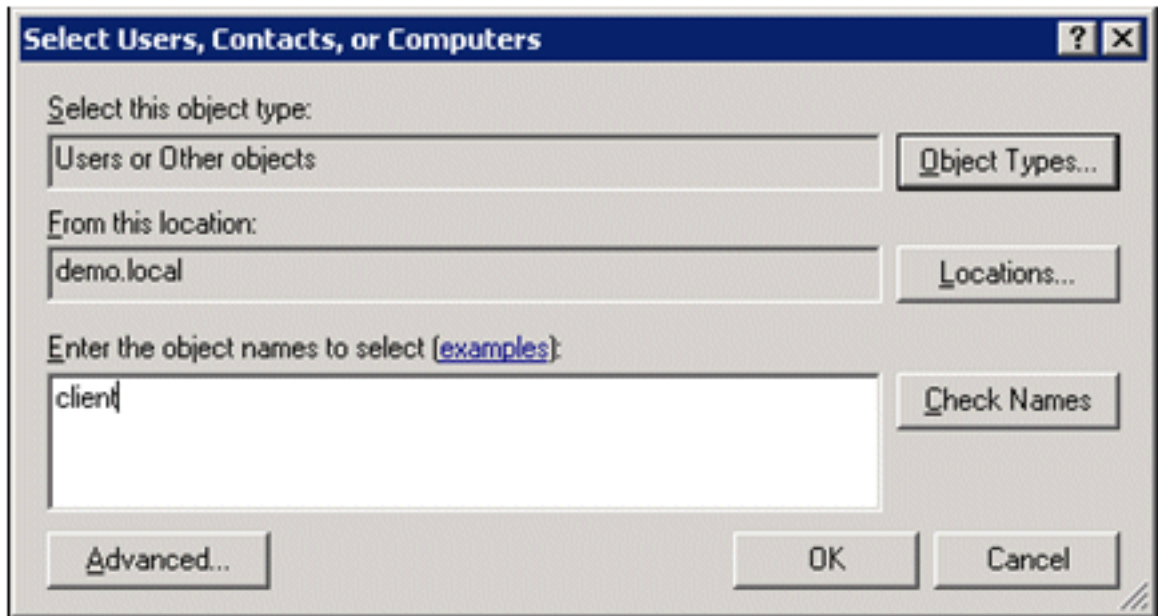 Select Users, Contacts, or Computers
Select this object type:
Users or Other objects
Object Types...
From this location:
demo.local
Locations...
Enter the object names to select (examples):
client
Check Names
Advanced...
OK
Cancel